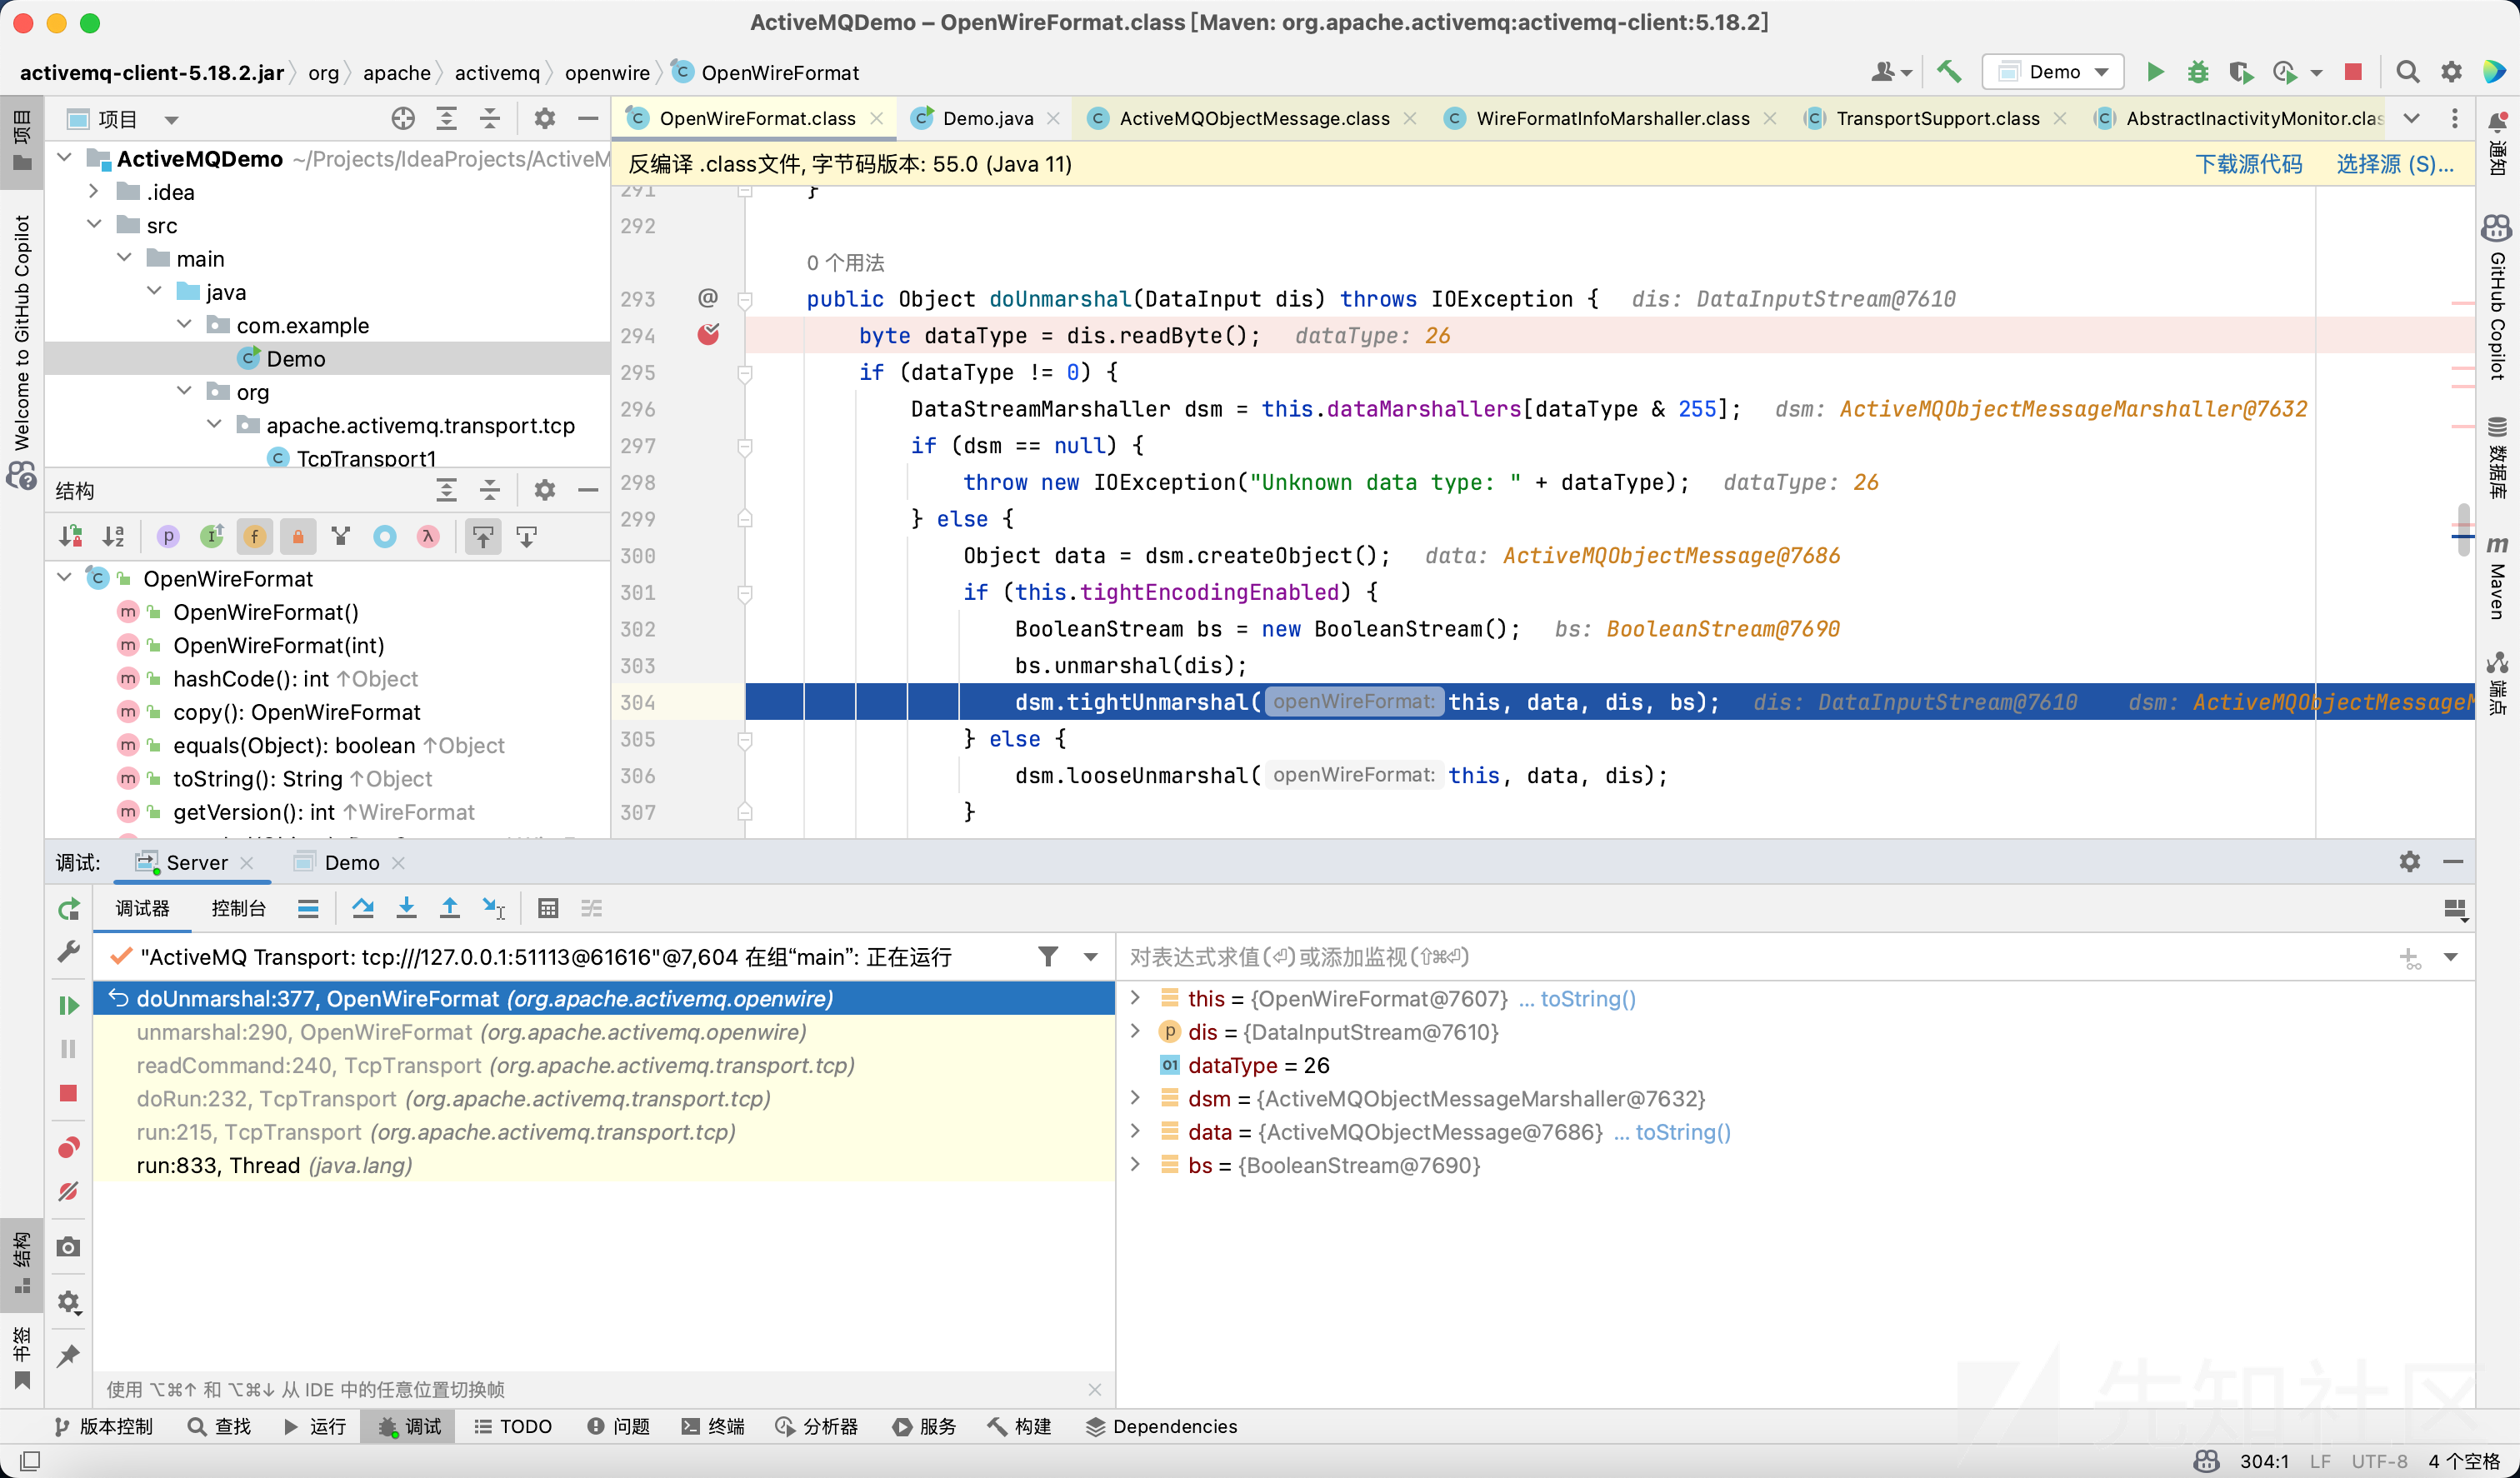 ActiveMQDemo – OpenWireFormat.class [Maven: org.apache.activemq:activemq-client:5.18.2]
activemq-client-5.18.2.jar 〉 org 〉 apache 〉 activemq 〉 openwire 〉 OpenWireFormat
Demo
项目
Welcome to GitHub Copilot
结构
书签
项目
ActiveMQDemo ~/Projects/IdeaProjects/ActiveM
.idea
src
main
java
com.example
Demo
org
apache.activemq.transport.tcp
TcpTransport1
结构
OpenWireFormat
OpenWireFormat()
OpenWireFormat(int)
hashCode(): int ↑Object
copy(): OpenWireFormat
equals(Object): boolean ↑Object
toString(): String ↑Object
getVersion(): int ↑WireFormat
OpenWireFormat.class Demo.java ActiveMQObjectMessage.class WireFormatInfoMarshaller.class TransportSupport.class AbstractInactivityMonitor.clas
反编译 .class文件, 字节码版本: 55.0 (Java 11) 下载源代码 选择源 (S)...
291 }
292
0 个用法
293 @ public Object doUnmarshal(DataInput dis) throws IOException { dis: DataInputStream@7610
294 byte dataType = dis.readByte(); dataType: 26
295 if (dataType != 0) {
296 DataStreamMarshaller dsm = this.dataMarshallers[dataType & 255]; dsm: ActiveMQObjectMessageMarshaller@7632
297 if (dsm == null) {
298 throw new IOException("Unknown data type: " + dataType); dataType: 26
299 } else {
300 Object data = dsm.createObject(); data: ActiveMQObjectMessage@7686
301 if (this.tightEncodingEnabled) {
302 BooleanStream bs = new BooleanStream(); bs: BooleanStream@7690
303 bs.unmarshal(dis);
304 dsm.tightUnmarshal( openWireFormat: this, data, dis, bs); dis: DataInputStream@7610 dsm: ActiveMQObjectMessageM
305 } else {
306 dsm.looseUnmarshal( openWireFormat: this, data, dis);
307 }
通知
GitHub Copilot
数据库
m Maven
端点
调试: Server Demo
调试器 控制台
"ActiveMQ Transport: tcp:///127.0.0.1:51113@61616"@7,604 在组“main”: 正在运行
doUnmarshal:377, OpenWireFormat (org.apache.activemq.openwire)
unmarshal:290, OpenWireFormat (org.apache.activemq.openwire)
readCommand:240, TcpTransport (org.apache.activemq.transport.tcp)
doRun:232, TcpTransport (org.apache.activemq.transport.tcp)
run:215, TcpTransport (org.apache.activemq.transport.tcp)
run:833, Thread (java.lang)
使用 ⌥⌘↑ 和 ⌥⌘↓ 从 IDE 中的任意位置切换帧
对表达式求值(⏎)或添加监视(⇧⌘⏎)
this = {OpenWireFormat@7607} ... toString()
dis = {DataInputStream@7610}
dataType = 26
dsm = {ActiveMQObjectMessageMarshaller@7632}
data = {ActiveMQObjectMessage@7686} ... toString()
bs = {BooleanStream@7690}
先知社区
版本控制 查找 运行 调试 TODO 问题 终端 分析器 服务 构建 Dependencies
304:1 LF UTF-8 4 个空格